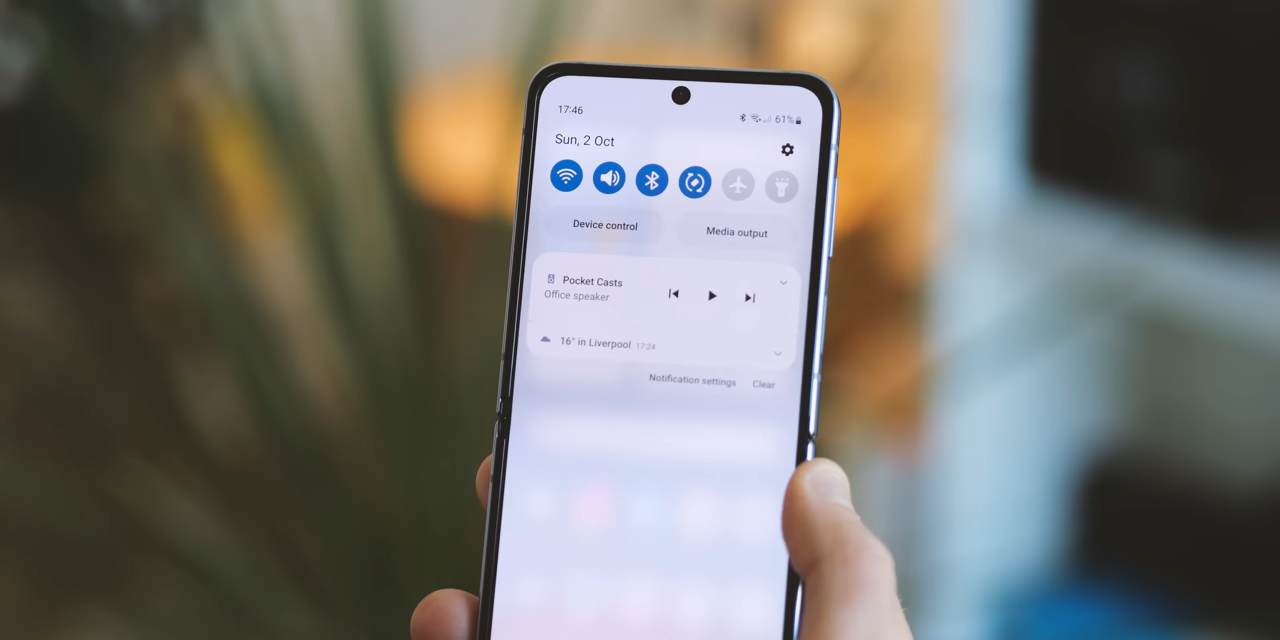 17:46
61%
Sun, 2 Oct
Device control
Media output
Pocket Casts
Office speaker
16° in Liverpool 17:24
Notification settings
Clear